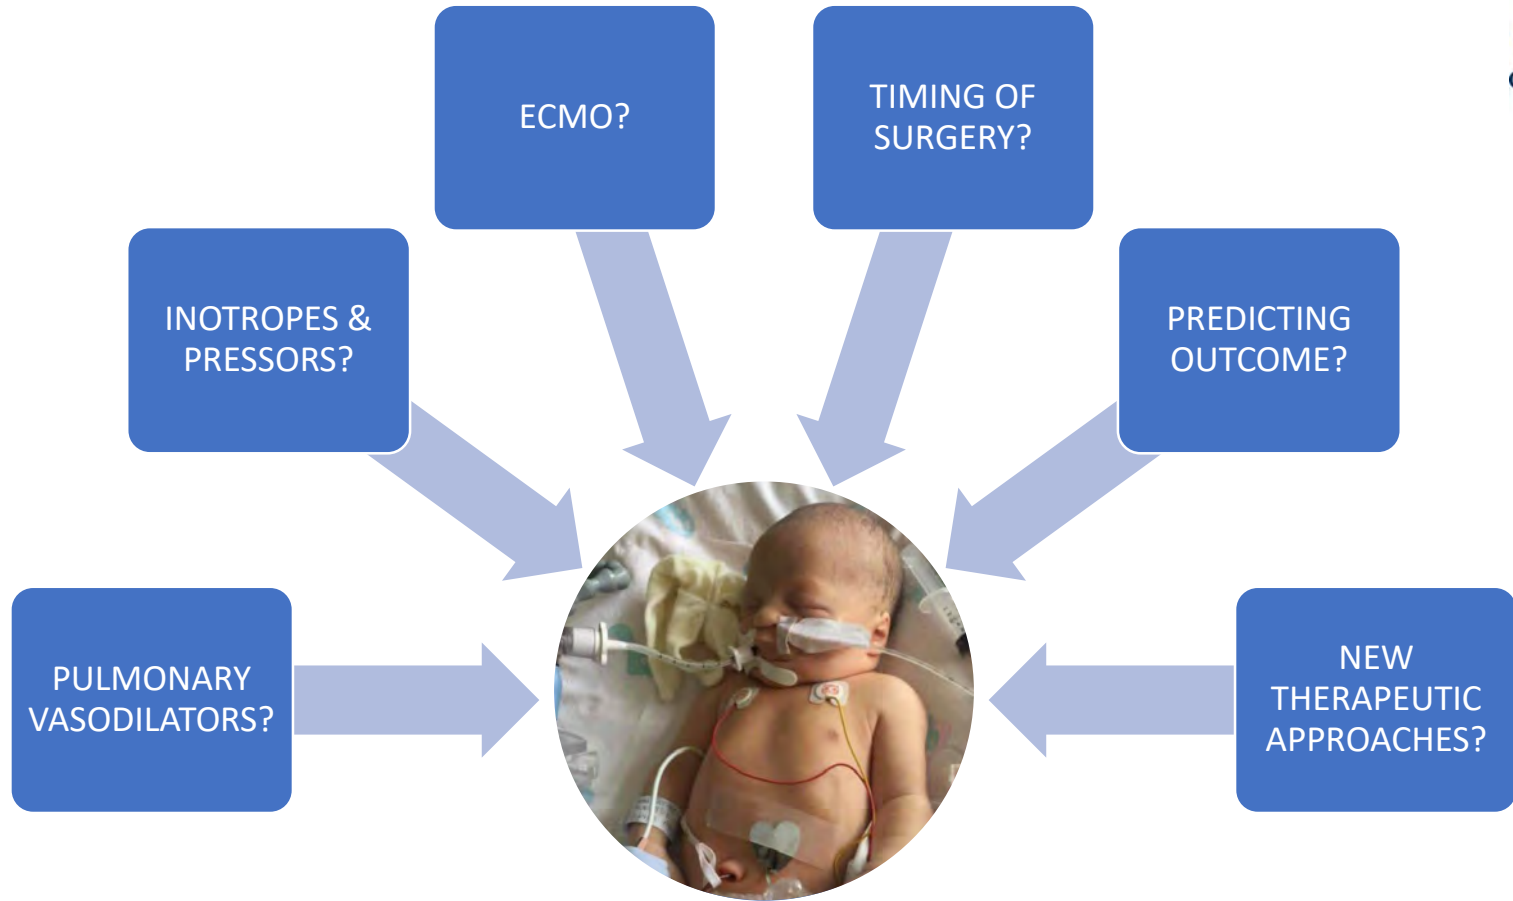 ECMO?
TIMING OF
SURGERY?
INOTROPES &
PRESSORS?
PREDICTING
OUTCOME?
PULMONARY
VASODILATORS?
NEW
THERAPEUTIC
APPROACHES?